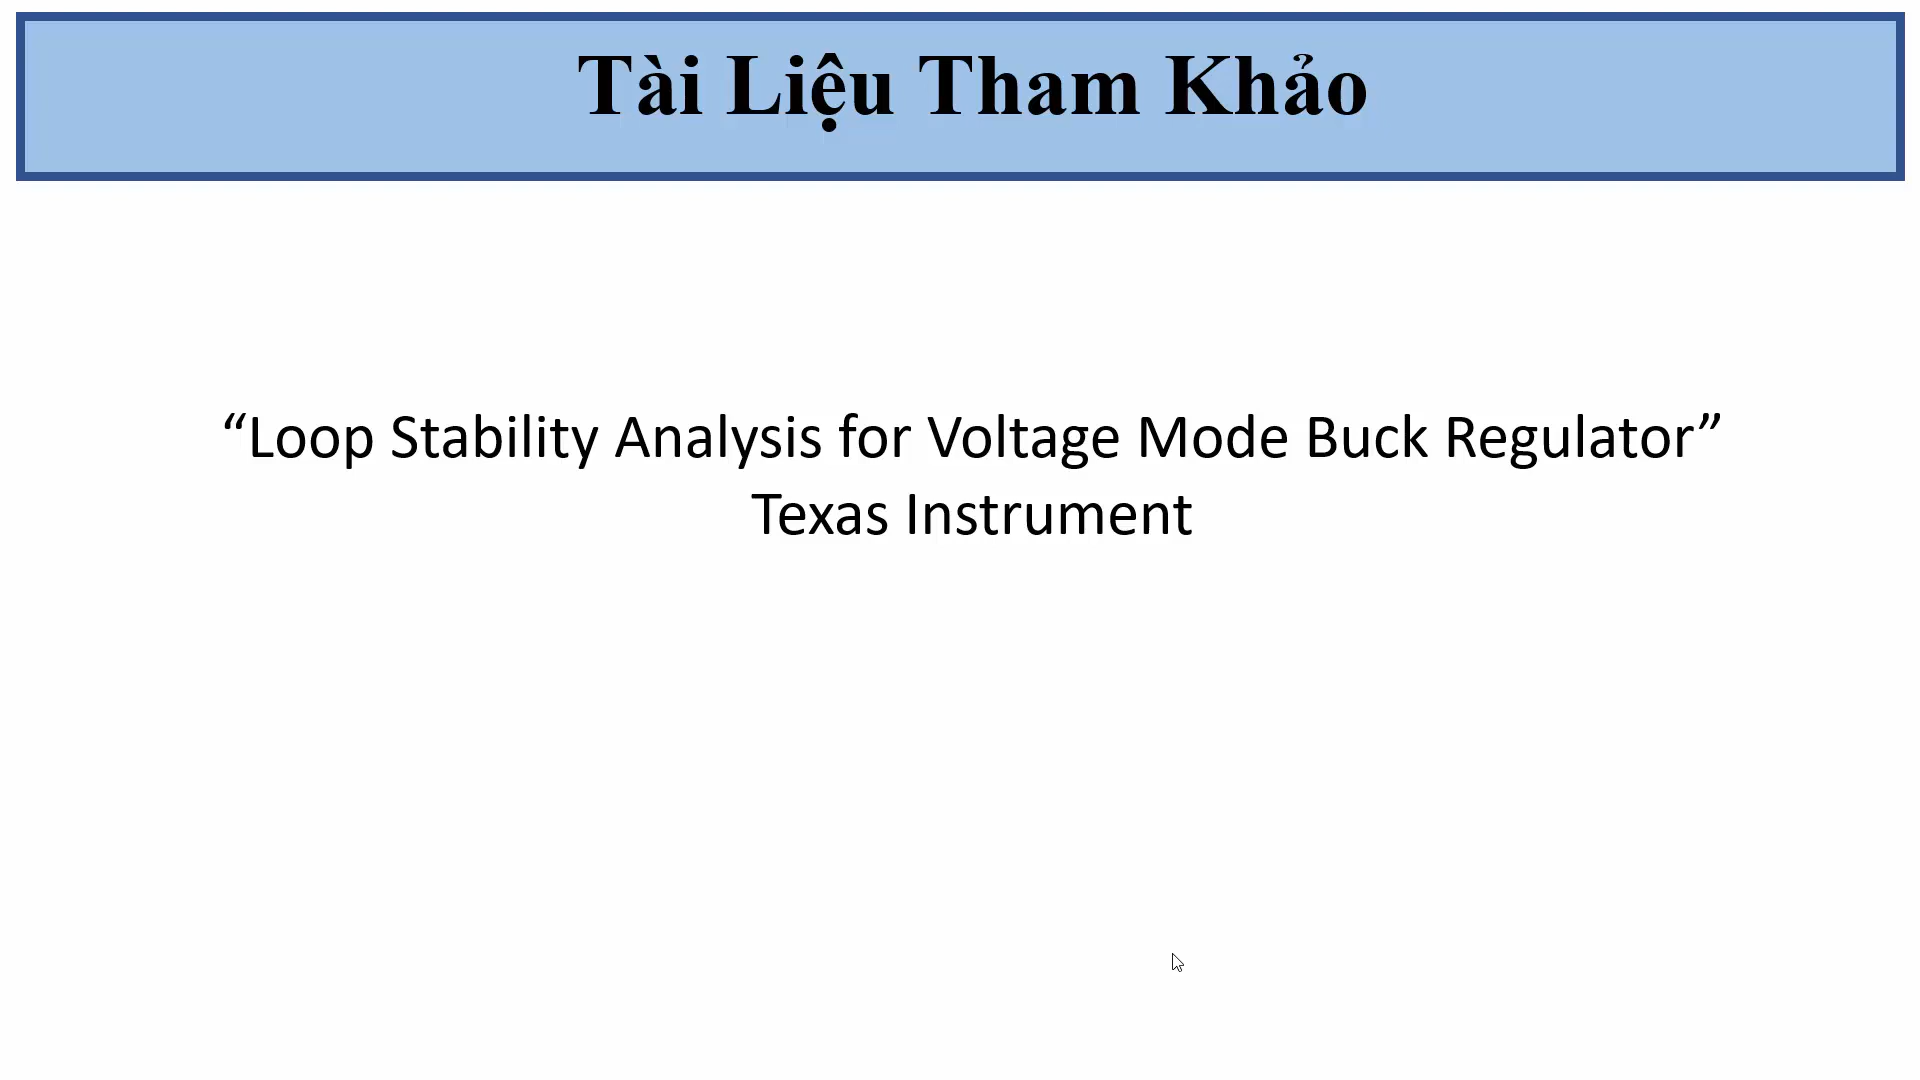 Tài Liệu Tham Khảo
“Loop Stability Analysis for Voltage Mode Buck Regulator”
Texas Instrument